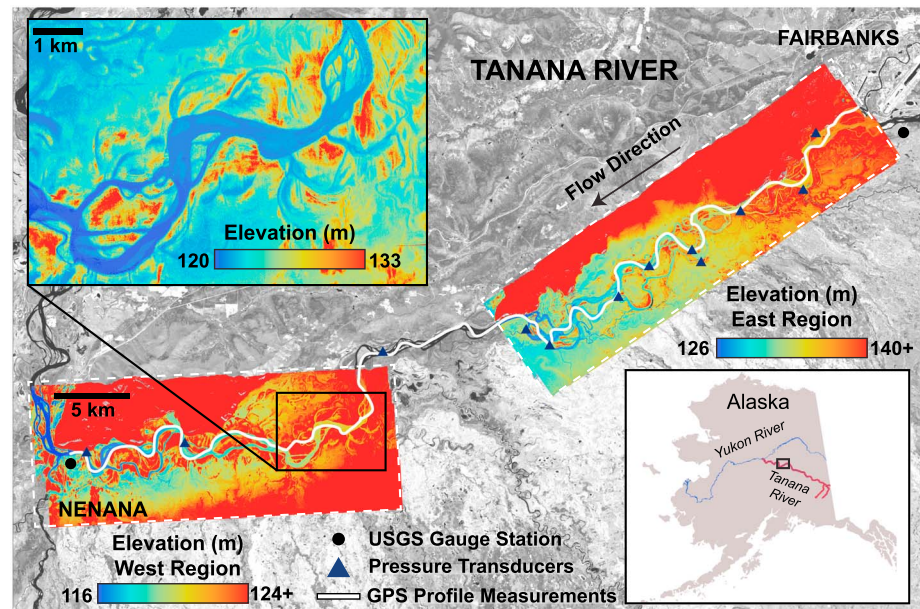 1 km
FAIRBANKS
TANANA RIVER
Flow Direction
Elevation (m)
120
133
Elevation (m)
East Region
126
140+
5 km
NENANA
Alaska
Yukon River
Tanana
River
USGS Gauge Station
Pressure Transducers
GPS Profile Measurements
Elevation (m)
West Region
116
124+